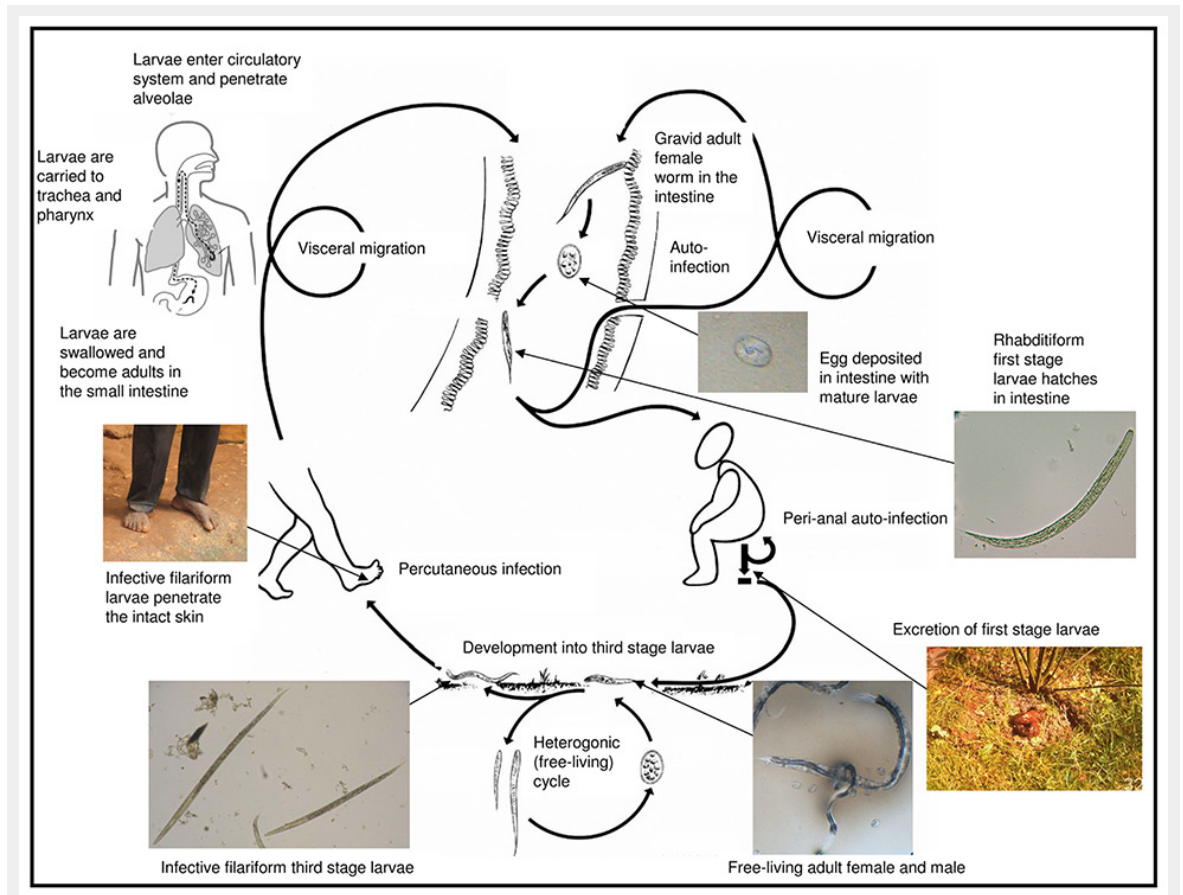 Larvae enter circulatory
system and penetrate
alveolae
Larvae are
carried to
trachea and
pharynx
Visceral migration
Larvae are
swallowed and
become adults in
the small intestine
Gravid adult
female
worm in the
intestine
Auto-
infection
Visceral migration
Egg deposited
in intestine with
mature larvae
Rhabditiform
first stage
larvae hatches
in intestine
Infective filariform
larvae penetrate
the intact skin
Percutaneous infection
Peri-anal auto-infection
Excretion of first stage larvae
Development into third stage larvae
Heterogonic
(free-living)
cycle
Infective filariform third stage larvae
Free-living adult female and male